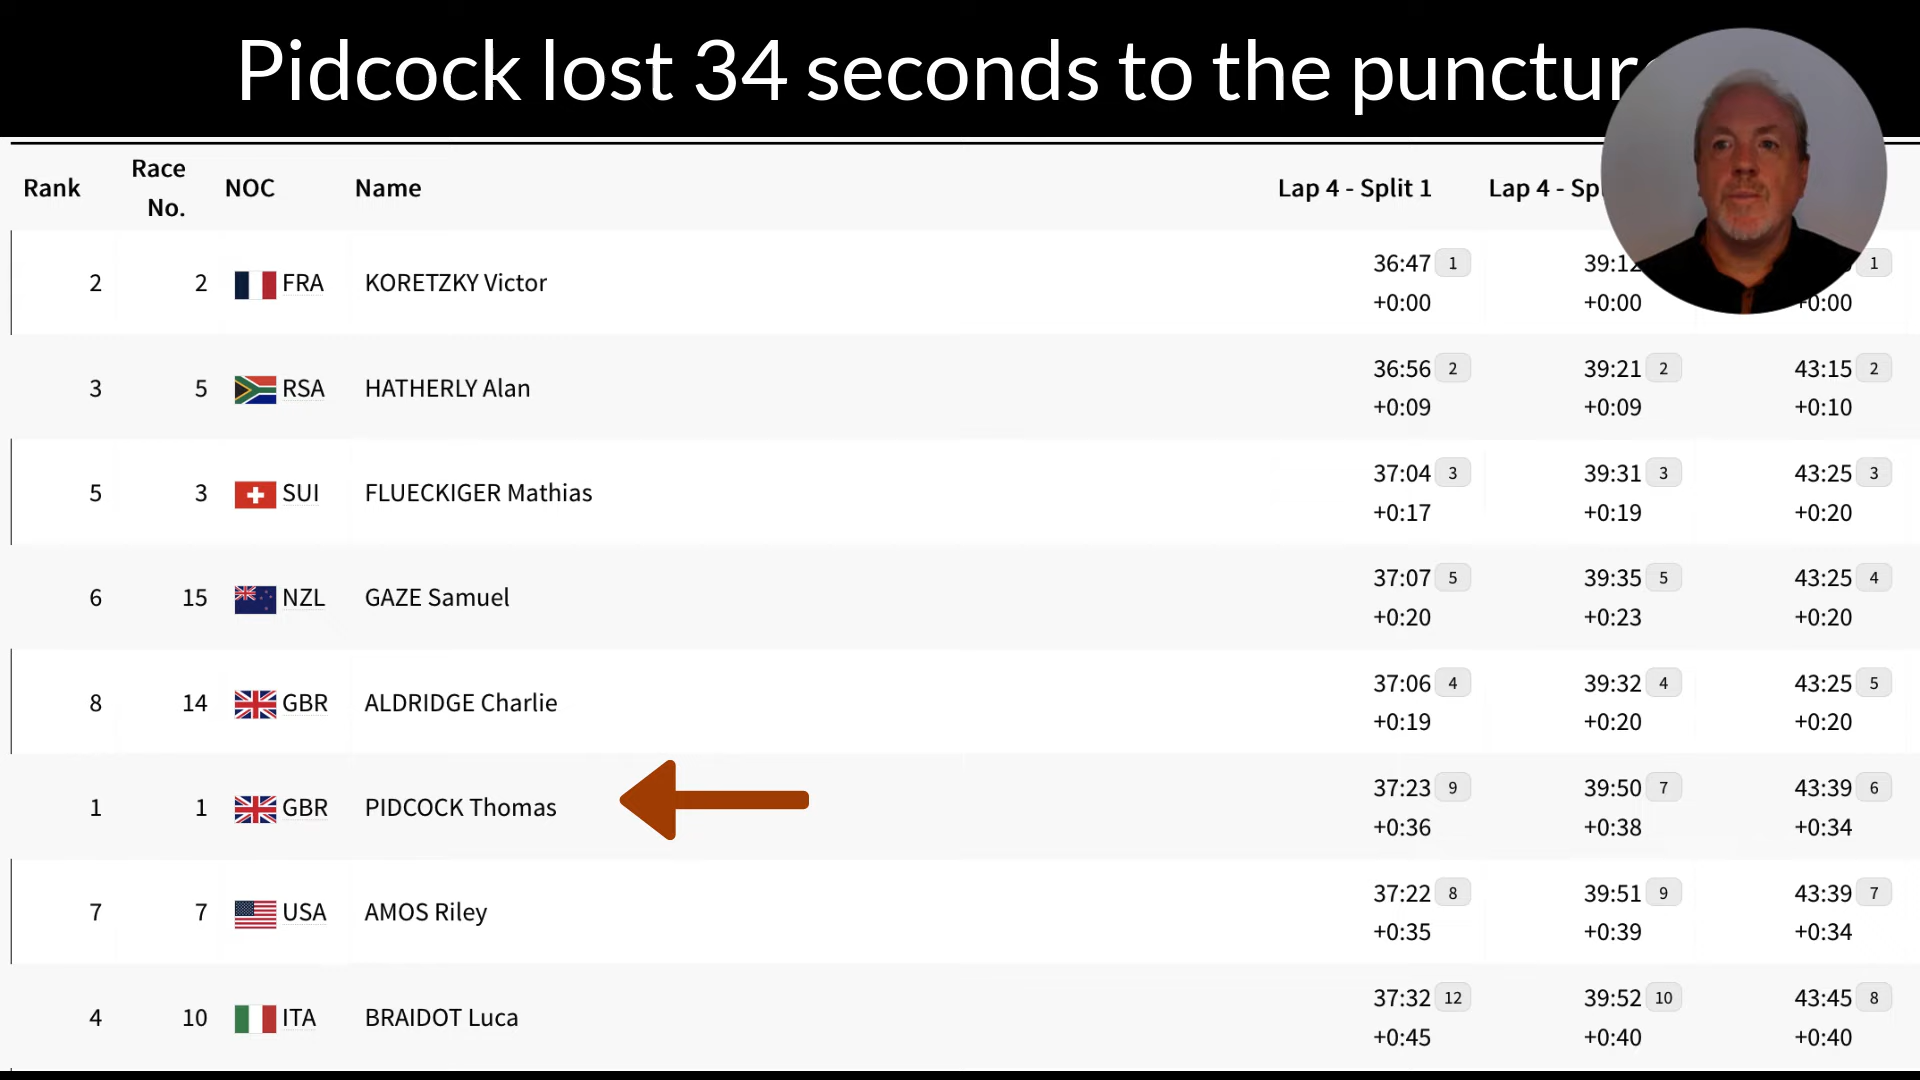 Pidcock lost 34 seconds to the
Rank Race No. NOC Name Lap 4 - Split 1 Lap 4 -
2 2 FRA KORETZKY Victor 36:47 1 1
+0:00 +0:00 +0:00
3 5 RSA HATHERLY Alan 36:56 2 39:21 2 43:15 2
+0:09 +0:09 +0:10
5 3 SUI FLUECKIGER Mathias 37:04 3 39:31 3 43:25 3
+0:17 +0:19 +0:20
6 15 NZL GAZE Samuel 37:07 5 39:35 5 43:25 4
+0:20 +0:23 +0:20
8 14 GBR ALDRIDGE Charlie 37:06 4 39:32 4 43:25 5
+0:19 +0:20 +0:20
1 1 GBR PIDCOCK Thomas 37:23 9 39:50 7 43:39 6
+0:36 +0:38 +0:34
7 7 USA AMOS Riley 37:22 8 39:51 9 43:39 7
+0:35 +0:39 +0:34
4 10 ITA BRAIDOT Luca 37:32 12 39:52 10 43:45 8
+0:45 +0:40 +0:40